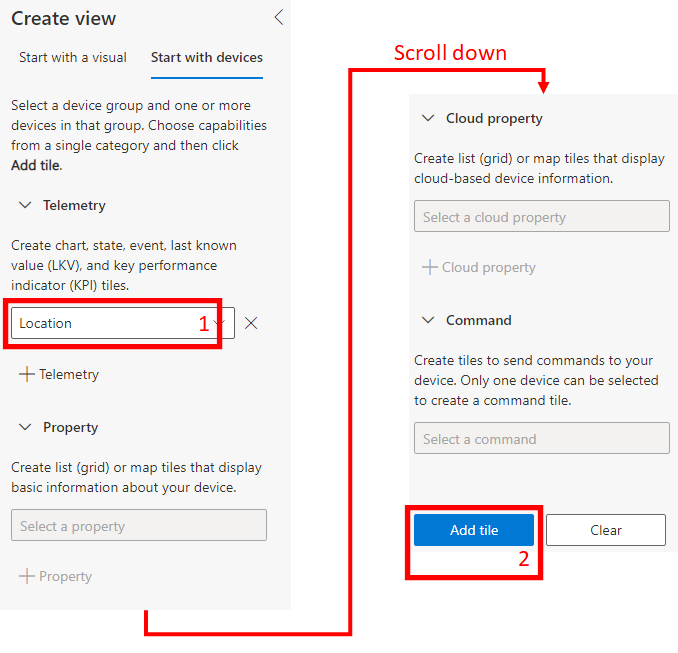 Create view
Start with a visual
Start with devices
Select a device group and one or more
devices in that group. Choose capabilities
from a single category and then click
Add tile.
Telemetry
Create chart, state, event, last known
value (LKV), and key performance
indicator (KPI) tiles.
Location
1
Telemetry
Property
Create list (grid) or map tiles that display
basic information about your device.
Select a property
Property
Scroll down
Cloud property
Create list (grid) or map tiles that display
cloud-based device information.
Select a cloud property
Cloud property
Command
Create tiles to send commands to your
device. Only one device can be selected
to create a command tile.
Select a command
Add tile
Clear
2